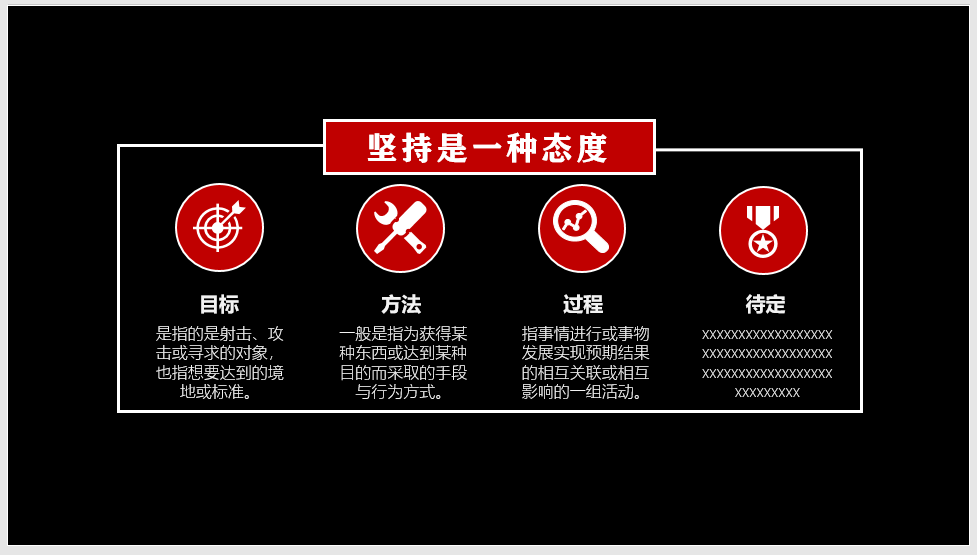 坚持是一种态度
目标
是指的是射击、攻
击或寻求的对象，
也指想要达到的境
地或标准。
方法
一般是指为获得某
种东西或达到某种
目的而采取的手段
与行为方式。
过程
指事情进行或事物
发展实现预期结果
的相互关联或相互
影响的一组活动。
待定
XXXXXXXXXXXXXXXXXX
XXXXXXXXXXXXXXXXXX
XXXXXXXXXXXXXXXXXX
XXXXXXXXX